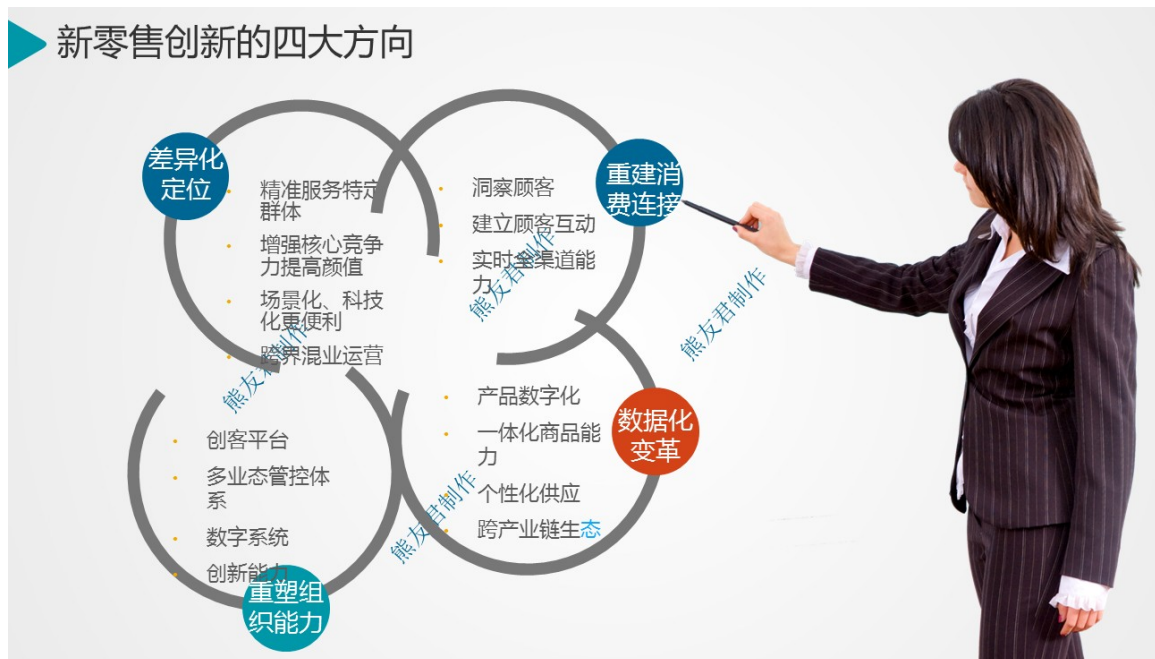 新零售创新的四大方向
差异化
定位
精准服务特定
群体
增强核心竞争
力提高颜值
场景化、科技
化更便利
跨界混业运营
重建消
费连接
洞察顾客
建立顾客互动
实时全渠道能
力
数据化
变革
产品数字化
一体化商品能
力
个性化供应
跨产业链生态
创客平台
多业态管控体
系
数字系统
创新能力
重塑组
织能力
熊友君制作
熊友君制作
熊友君制作
熊友君制作